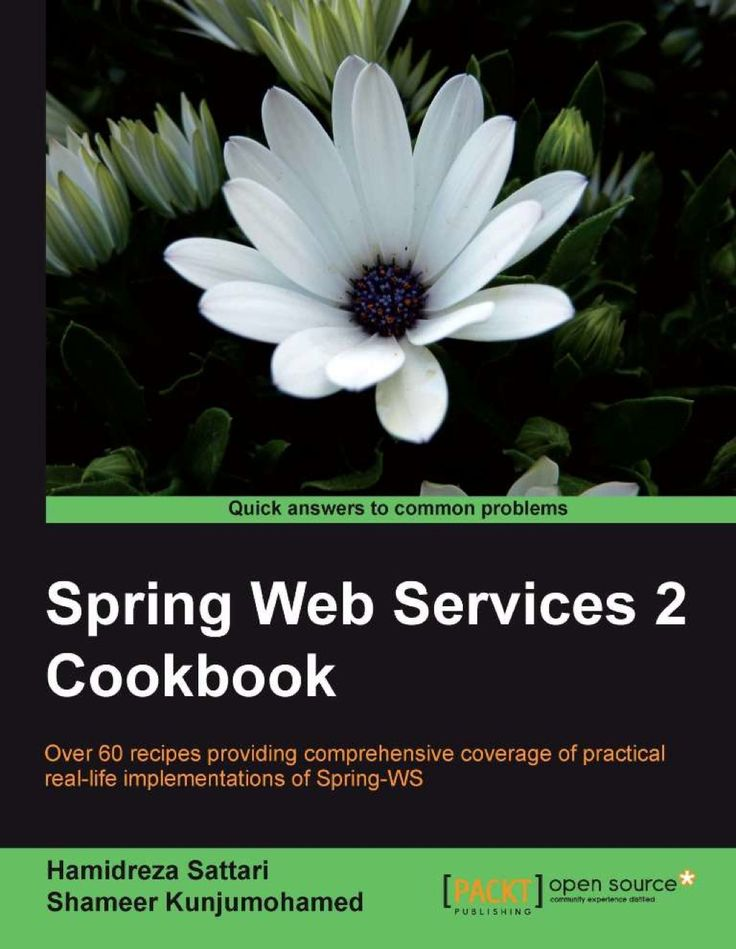 Quick answers to common problems
Spring Web Services 2
Cookbook
Over 60 recipes providing comprehensive coverage of practical
real-life implementations of Spring-WS
Hamidreza Sattari
Shameer Kunjumohamed
[PACKT] open source*
PUBLISHING community experience distilled